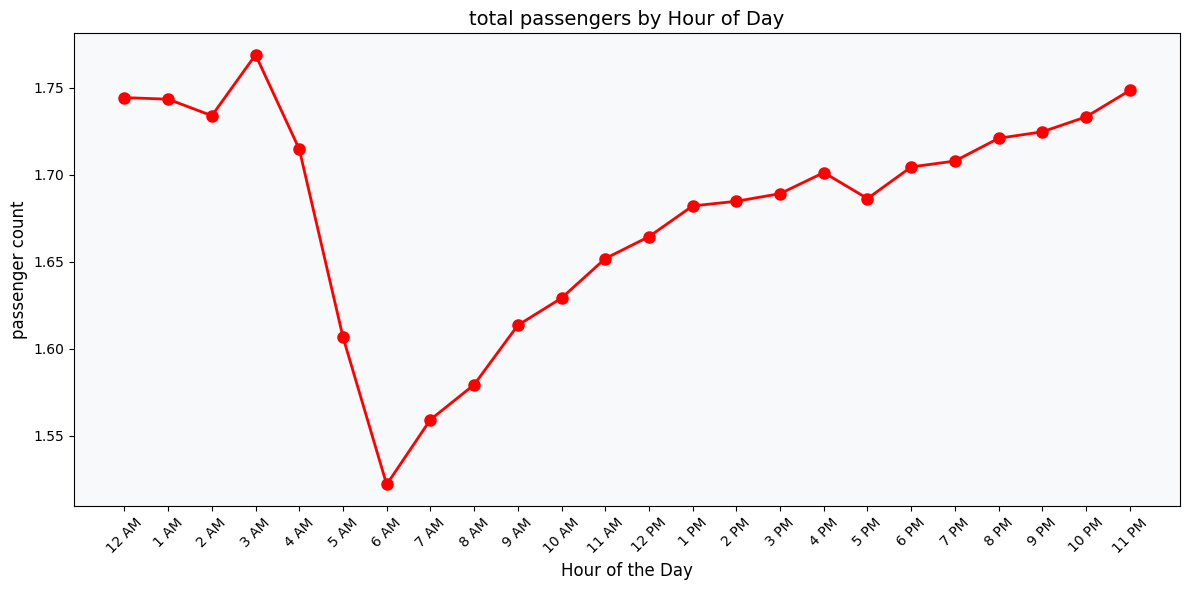 total passengers by Hour of Day
passenger count
1.75
1.70
1.65
1.60
1.55
12 AM
1 AM
2 AM
3 AM
4 AM
5 AM
6 AM
7 AM
8 AM
9 AM
10 AM
11 AM
12 PM
1 PM
2 PM
3 PM
4 PM
5 PM
6 PM
7 PM
8 PM
9 PM
10 PM
11 PM
Hour of the Day